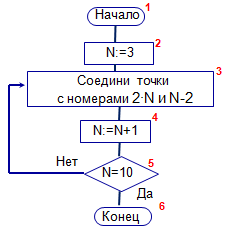 Начало 1
2
N:=3
3
Соедини точки
с номерами 2·N и N-2
4
N:=N+1
Нет
5
N=10
Да
6
Конец